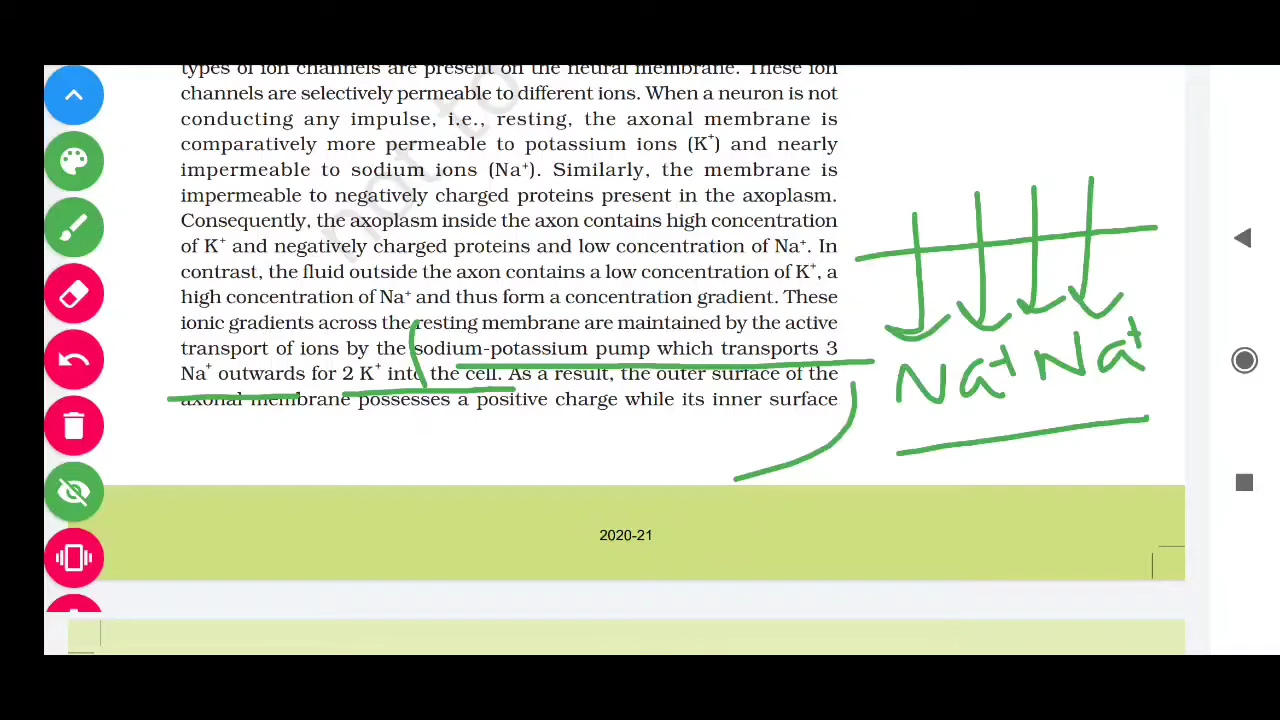 types of ion channels are present on the neural membrane. These ion
channels are selectively permeable to different ions. When a neuron is not
conducting any impulse, i.e., resting, the axonal membrane is
comparatively more permeable to potassium ions (K⁺) and nearly
impermeable to sodium ions (Na⁺). Similarly, the membrane is
impermeable to negatively charged proteins present in the axoplasm.
Consequently, the axoplasm inside the axon contains high concentration
of K⁺ and negatively charged proteins and low concentration of Na⁺. In
contrast, the fluid outside the axon contains a low concentration of K⁺, a
high concentration of Na⁺ and thus form a concentration gradient. These
ionic gradients across the resting membrane are maintained by the active
transport of ions by the sodium-potassium pump which transports 3
Na⁺ outwards for 2 K⁺ into the cell. As a result, the outer surface of the
axonal membrane possesses a positive charge while its inner surface
Na⁺ Na⁺
not to
2020-21